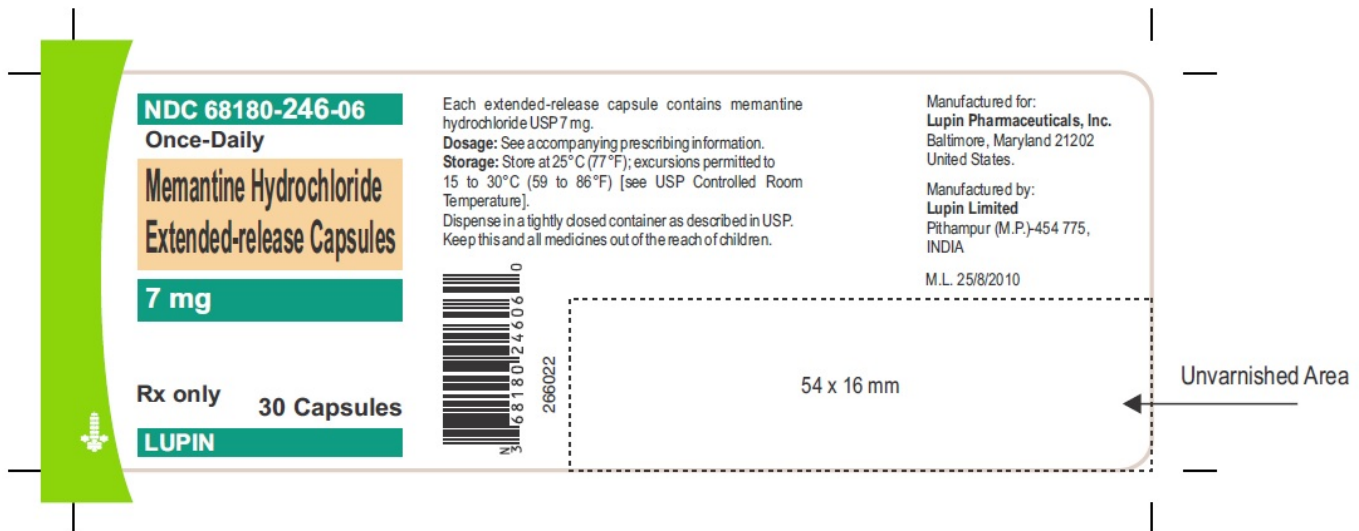 NDC 68180-246-06
Once-Daily
Memantine Hydrochloride
Extended-release Capsules
7 mg
Rx only
30 Capsules
LUPIN
Each extended-release capsule contains memantine
hydrochloride USP 7 mg.
Dosage: See accompanying prescribing information.
Storage: Store at 25°C (77°F); excursions permitted to
15 to 30°C (59 to 86°F) [see USP Controlled Room
Temperature].
Dispense in a tightly closed container as described in USP.
Keep this and all medicines out of the reach of children.
N
3 68180 24606 0
266022
Manufactured for:
Lupin Pharmaceuticals, Inc.
Baltimore, Maryland 21202
United States.
Manufactured by:
Lupin Limited
Pithampur (M.P.)-454 775,
INDIA
M.L. 25/8/2010
54 x 16 mm
Unvarnished Area